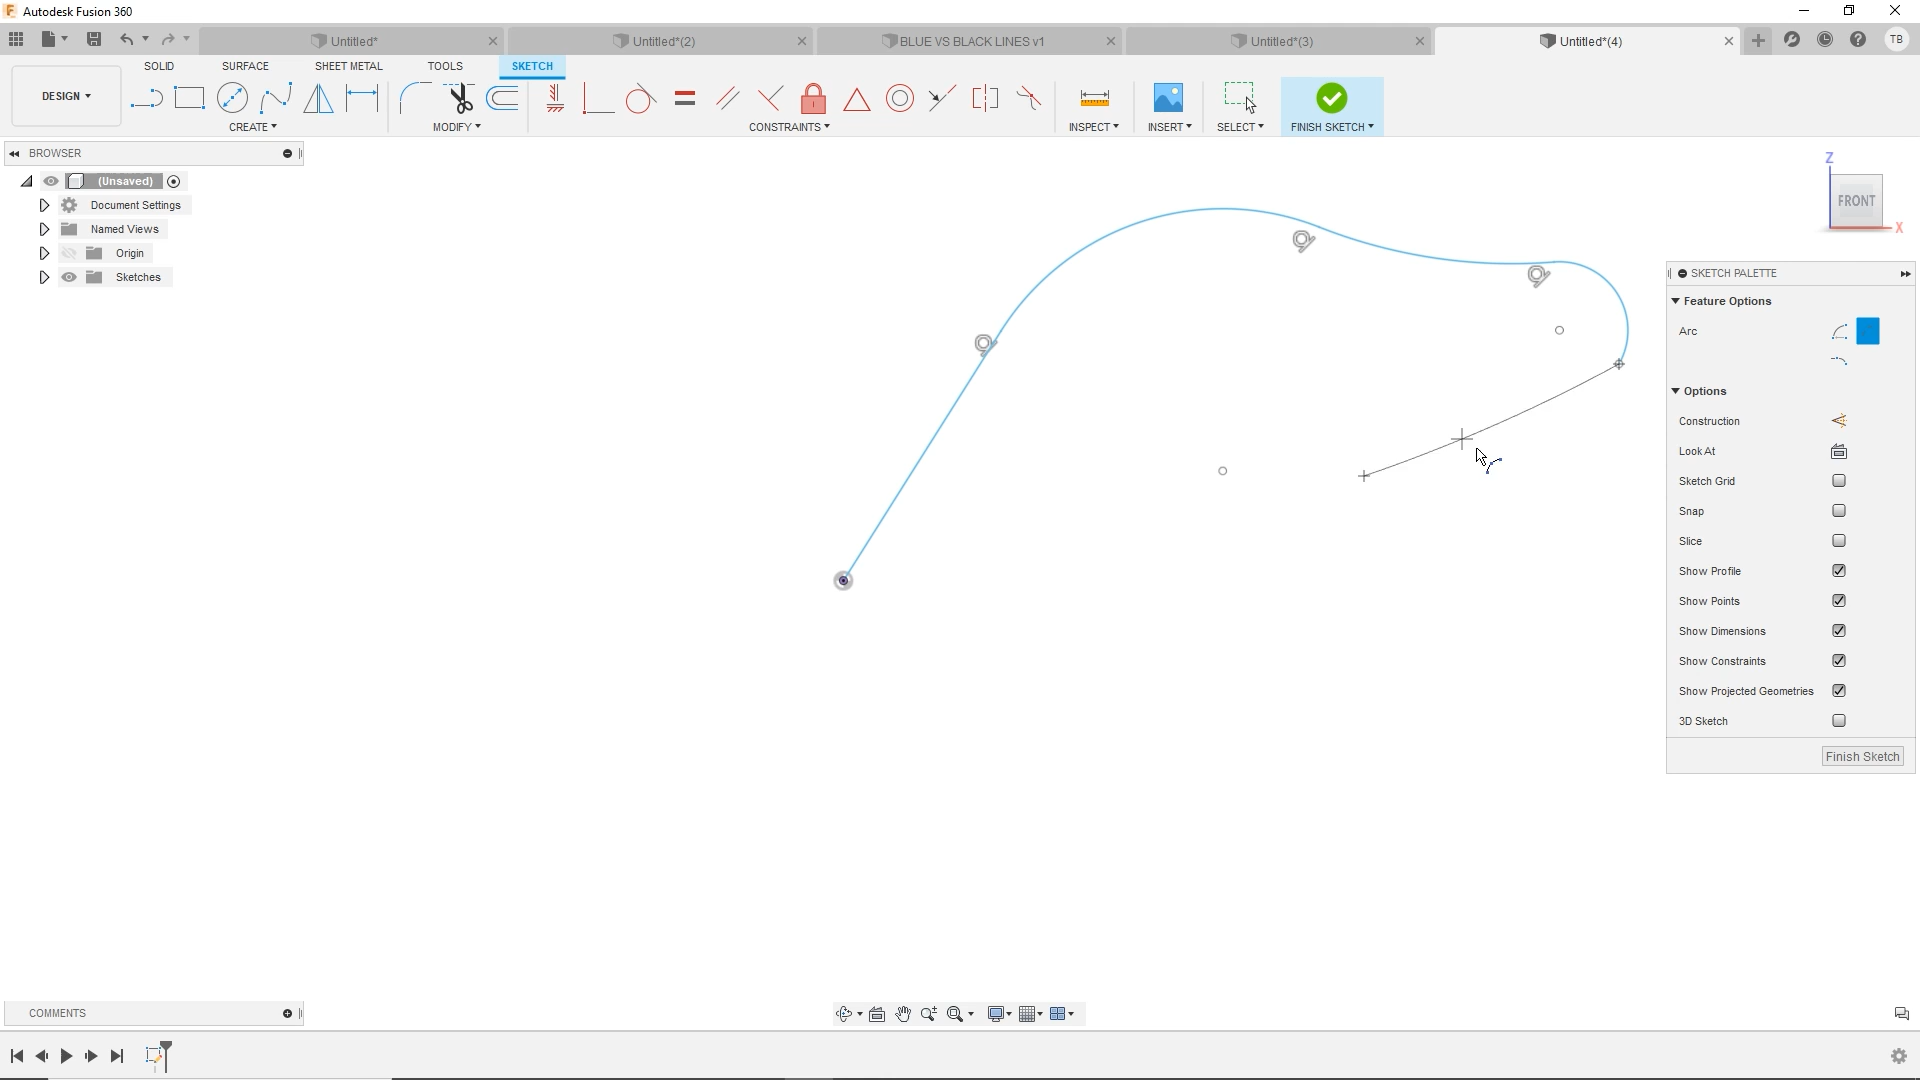 Autodesk Fusion 360
Untitled*
Untitled*(2)
BLUE VS BLACK LINES v1
Untitled*(3)
Untitled*(4)
TB
DESIGN
SOLID
SURFACE
SHEET METAL
TOOLS
SKETCH
CREATE
MODIFY
CONSTRAINTS
INSPECT
INSERT
SELECT
FINISH SKETCH
BROWSER
(Unsaved)
Document Settings
Named Views
Origin
Sketches
Z
FRONT
X
SKETCH PALETTE
Feature Options
Arc
Options
Construction
Look At
Sketch Grid
Snap
Slice
Show Profile
Show Points
Show Dimensions
Show Constraints
Show Projected Geometries
3D Sketch
Finish Sketch
COMMENTS